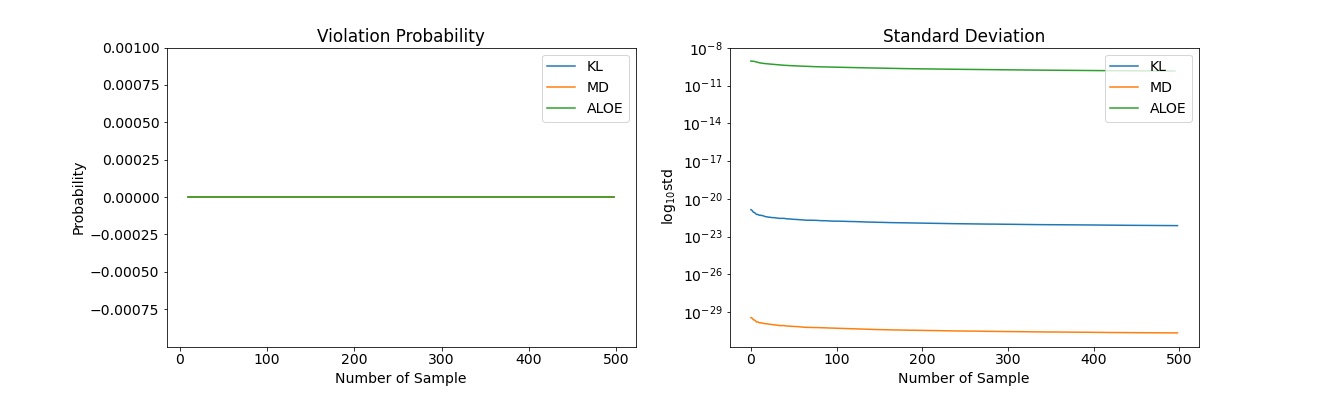 Violation Probability
0.00100
0.00075
0.00050
0.00025
0.00000
−0.00025
−0.00050
−0.00075
Probability
0 100 200 300 400 500
Number of Sample
KL
MD
ALOE
Standard Deviation
10⁻⁸
10⁻¹¹
10⁻¹⁴
10⁻¹⁷
10⁻²⁰
10⁻²³
10⁻²⁶
10⁻²⁹
log₁₀std
0 100 200 300 400 500
Number of Sample
KL
MD
ALOE